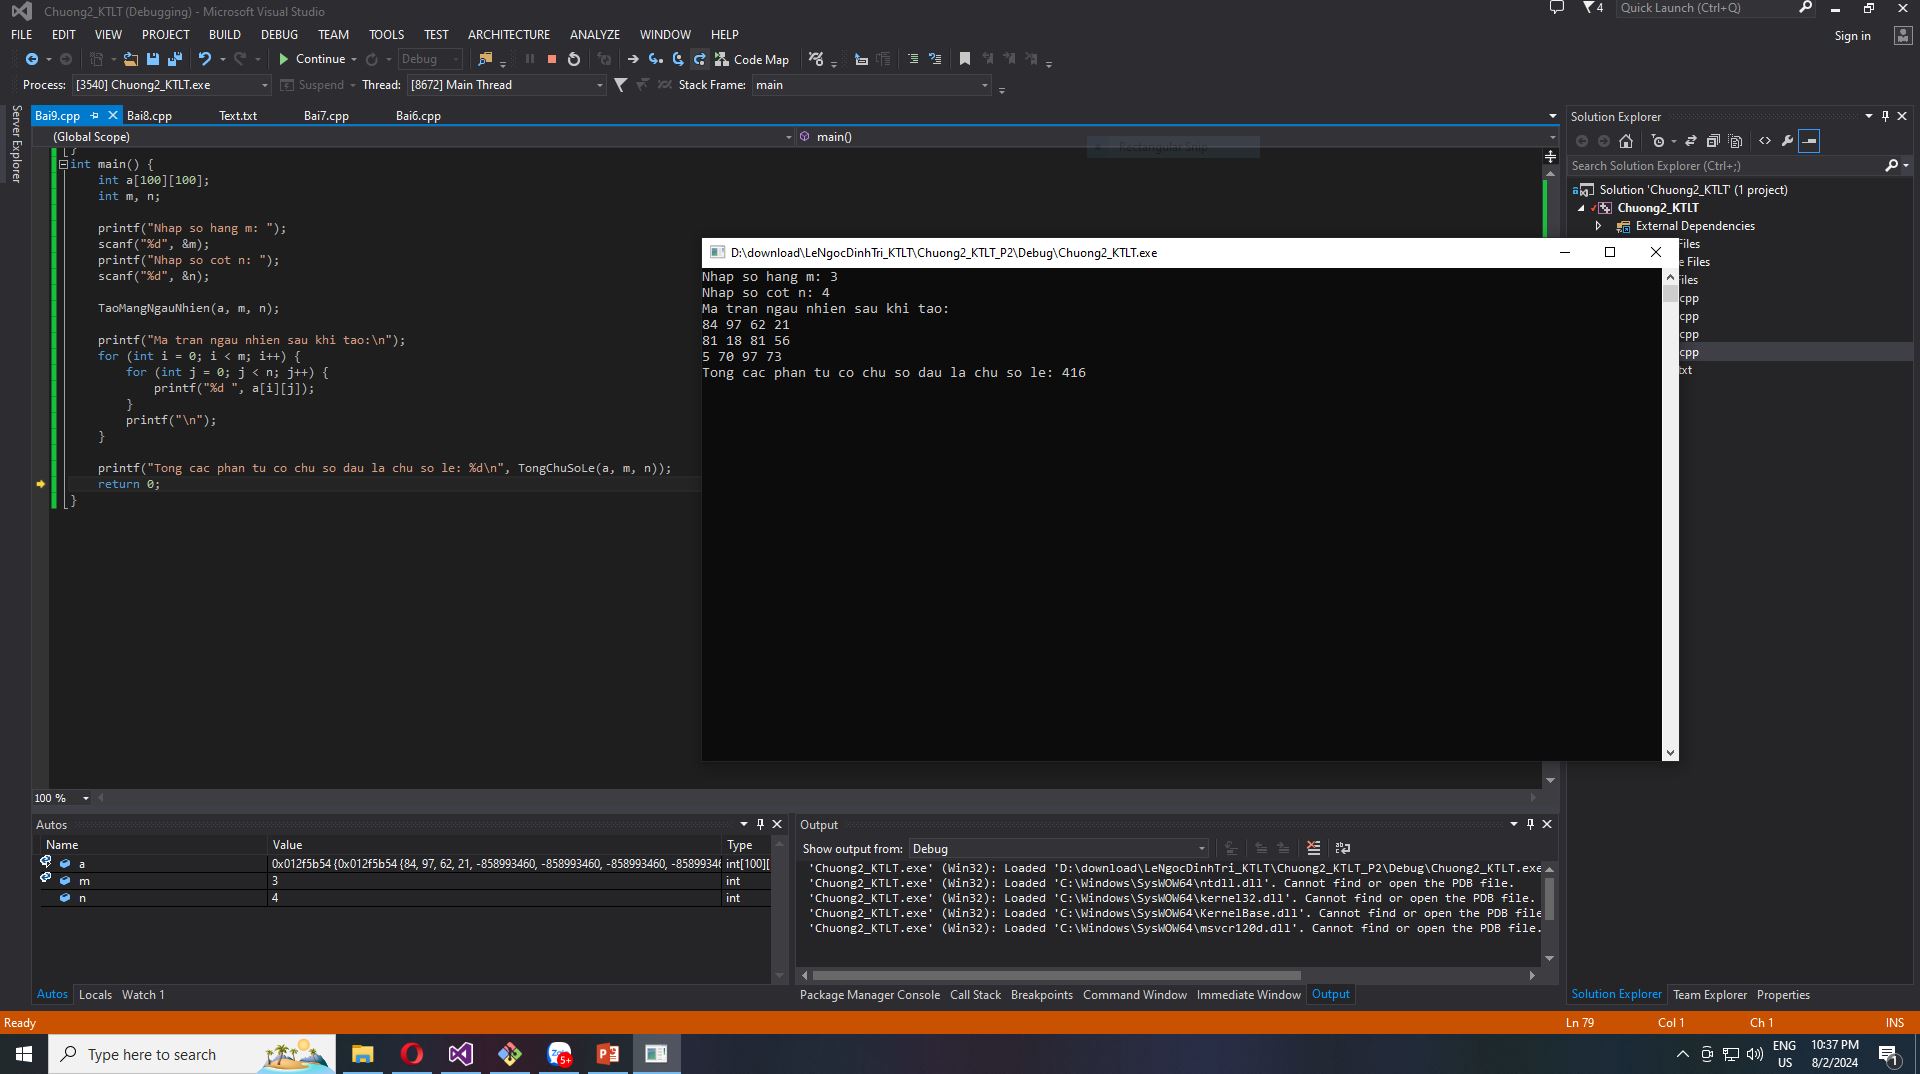 Chuong2_KTLT (Debugging) - Microsoft Visual Studio
4
Quick Launch (Ctrl+Q)
FILE EDIT VIEW PROJECT BUILD DEBUG TEAM TOOLS TEST ARCHITECTURE ANALYZE WINDOW HELP
Sign in
Continue Debug Code Map
Process: [3540] Chuong2_KTLT.exe Suspend Thread: [8672] Main Thread Stack Frame: main
Server Explorer
Bai9.cpp Bai8.cpp Text.txt Bai7.cpp Bai6.cpp
(Global Scope) main()
Rectangular Snip
}
int main() {
int a[100][100];
int m, n;
printf("Nhap so hang m: ");
scanf("%d", &m);
printf("Nhap so cot n: ");
scanf("%d", &n);
TaoMangNgauNhien(a, m, n);
printf("Ma tran ngau nhien sau khi tao:\n");
for (int i = 0; i < m; i++) {
for (int j = 0; j < n; j++) {
printf("%d ", a[i][j]);
}
printf("\n");
}
printf("Tong cac phan tu co chu so dau la chu so le: %d\n", TongChuSoLe(a, m, n));
return 0;
}
100 %
D:\download\LeNgocDinhTri_KTLT\Chuong2_KTLT_P2\Debug\Chuong2_KTLT.exe
Nhap so hang m: 3
Nhap so cot n: 4
Ma tran ngau nhien sau khi tao:
84 97 62 21
81 18 81 56
5 70 97 73
Tong cac phan tu co chu so dau la chu so le: 416
Solution Explorer
Search Solution Explorer (Ctrl+;)
Solution 'Chuong2_KTLT' (1 project)
Chuong2_KTLT
External Dependencies
Files
e Files
iles
cpp
cpp
cpp
cpp
txt
Autos
Name Value Type
a 0x012f5b54 {0x012f5b54 {84, 97, 62, 21, -858993460, -858993460, -858993460, -85899346 int[100][
m 3 int
n 4 int
Autos Locals Watch 1
Output
Show output from: Debug
'Chuong2_KTLT.exe' (Win32): Loaded 'D:\download\LeNgocDinhTri_KTLT\Chuong2_KTLT_P2\Debug\Chuong2_KTLT.exe
'Chuong2_KTLT.exe' (Win32): Loaded 'C:\Windows\SysWOW64\ntdll.dll'. Cannot find or open the PDB file.
'Chuong2_KTLT.exe' (Win32): Loaded 'C:\Windows\SysWOW64\kernel32.dll'. Cannot find or open the PDB file.
'Chuong2_KTLT.exe' (Win32): Loaded 'C:\Windows\SysWOW64\KernelBase.dll'. Cannot find or open the PDB file
'Chuong2_KTLT.exe' (Win32): Loaded 'C:\Windows\SysWOW64\msvcr120d.dll'. Cannot find or open the PDB file.
Package Manager Console Call Stack Breakpoints Command Window Immediate Window Output
Solution Explorer Team Explorer Properties
Ready Ln 79 Col 1 Ch 1 INS
Type here to search
5+
ENG
US
10:37 PM
8/2/2024
1